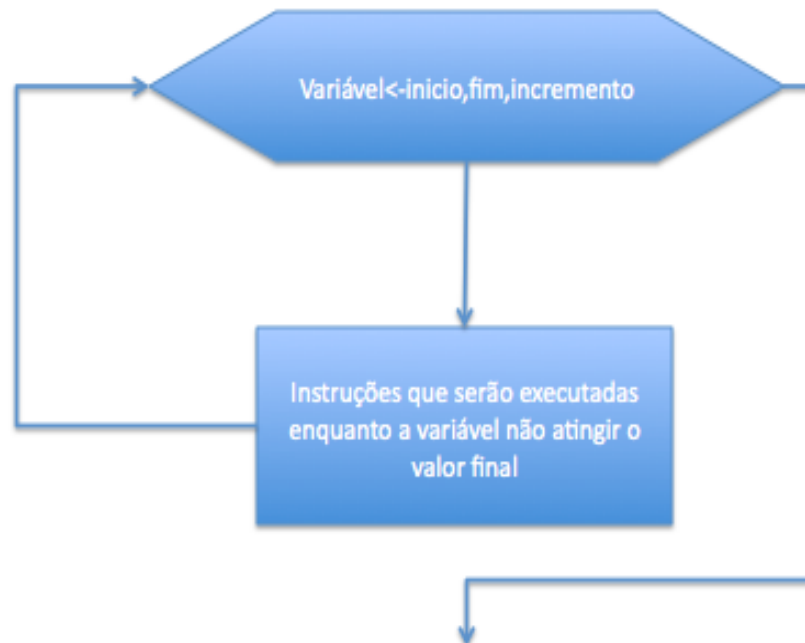 Variável<-inicio,fim,incremento
Instruções que serão executadas
enquanto a variável não atingir o
valor final